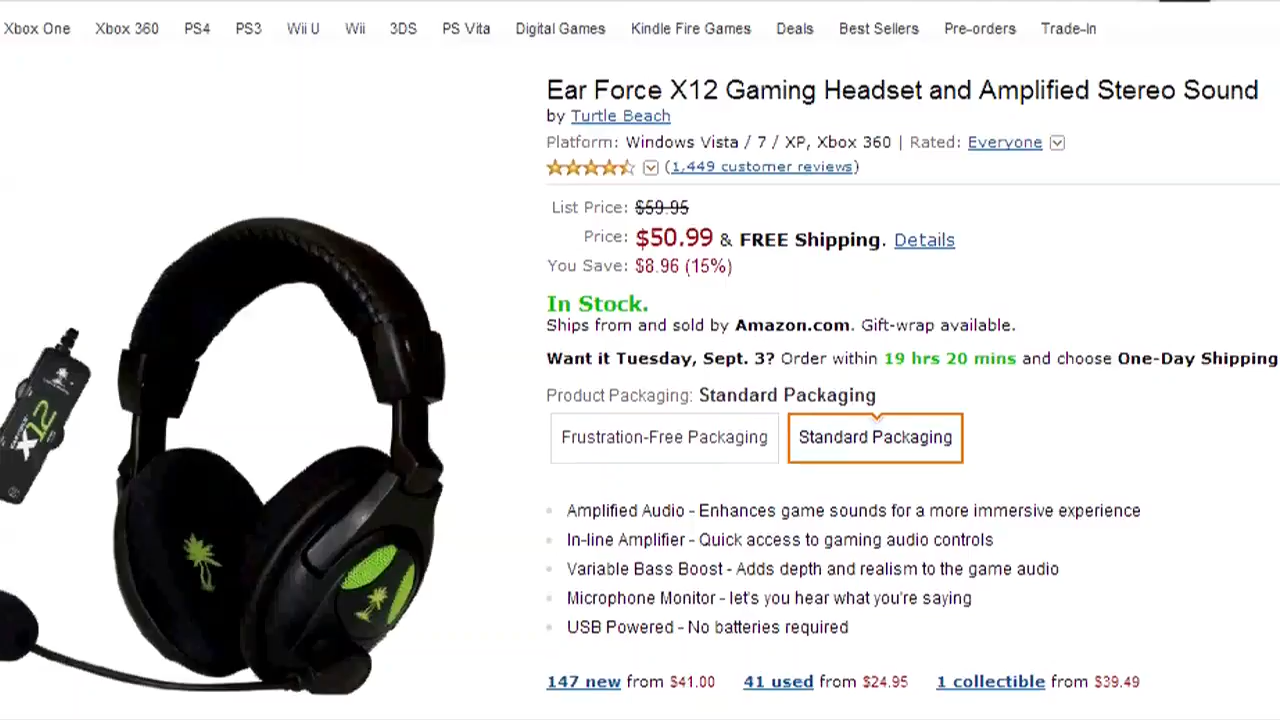 Xbox One Xbox 360 PS4 PS3 Wii U Wii 3DS PS Vita Digital Games Kindle Fire Games Deals Best Sellers Pre-orders Trade-In
Ear Force X12 Gaming Headset and Amplified Stereo Sound
by Turtle Beach
Platform: Windows Vista / 7 / XP, Xbox 360 | Rated: Everyone
(1,449 customer reviews)
List Price: $59.95
Price: $50.99 & FREE Shipping. Details
You Save: $8.96 (15%)
In Stock.
Ships from and sold by Amazon.com. Gift-wrap available.
Want it Tuesday, Sept. 3? Order within 19 hrs 20 mins and choose One-Day Shipping
Product Packaging: Standard Packaging
Frustration-Free Packaging Standard Packaging
Amplified Audio - Enhances game sounds for a more immersive experience
In-line Amplifier - Quick access to gaming audio controls
Variable Bass Boost - Adds depth and realism to the game audio
Microphone Monitor - let's you hear what you're saying
USB Powered - No batteries required
147 new from $41.00 41 used from $24.95 1 collectible from $39.49
X12